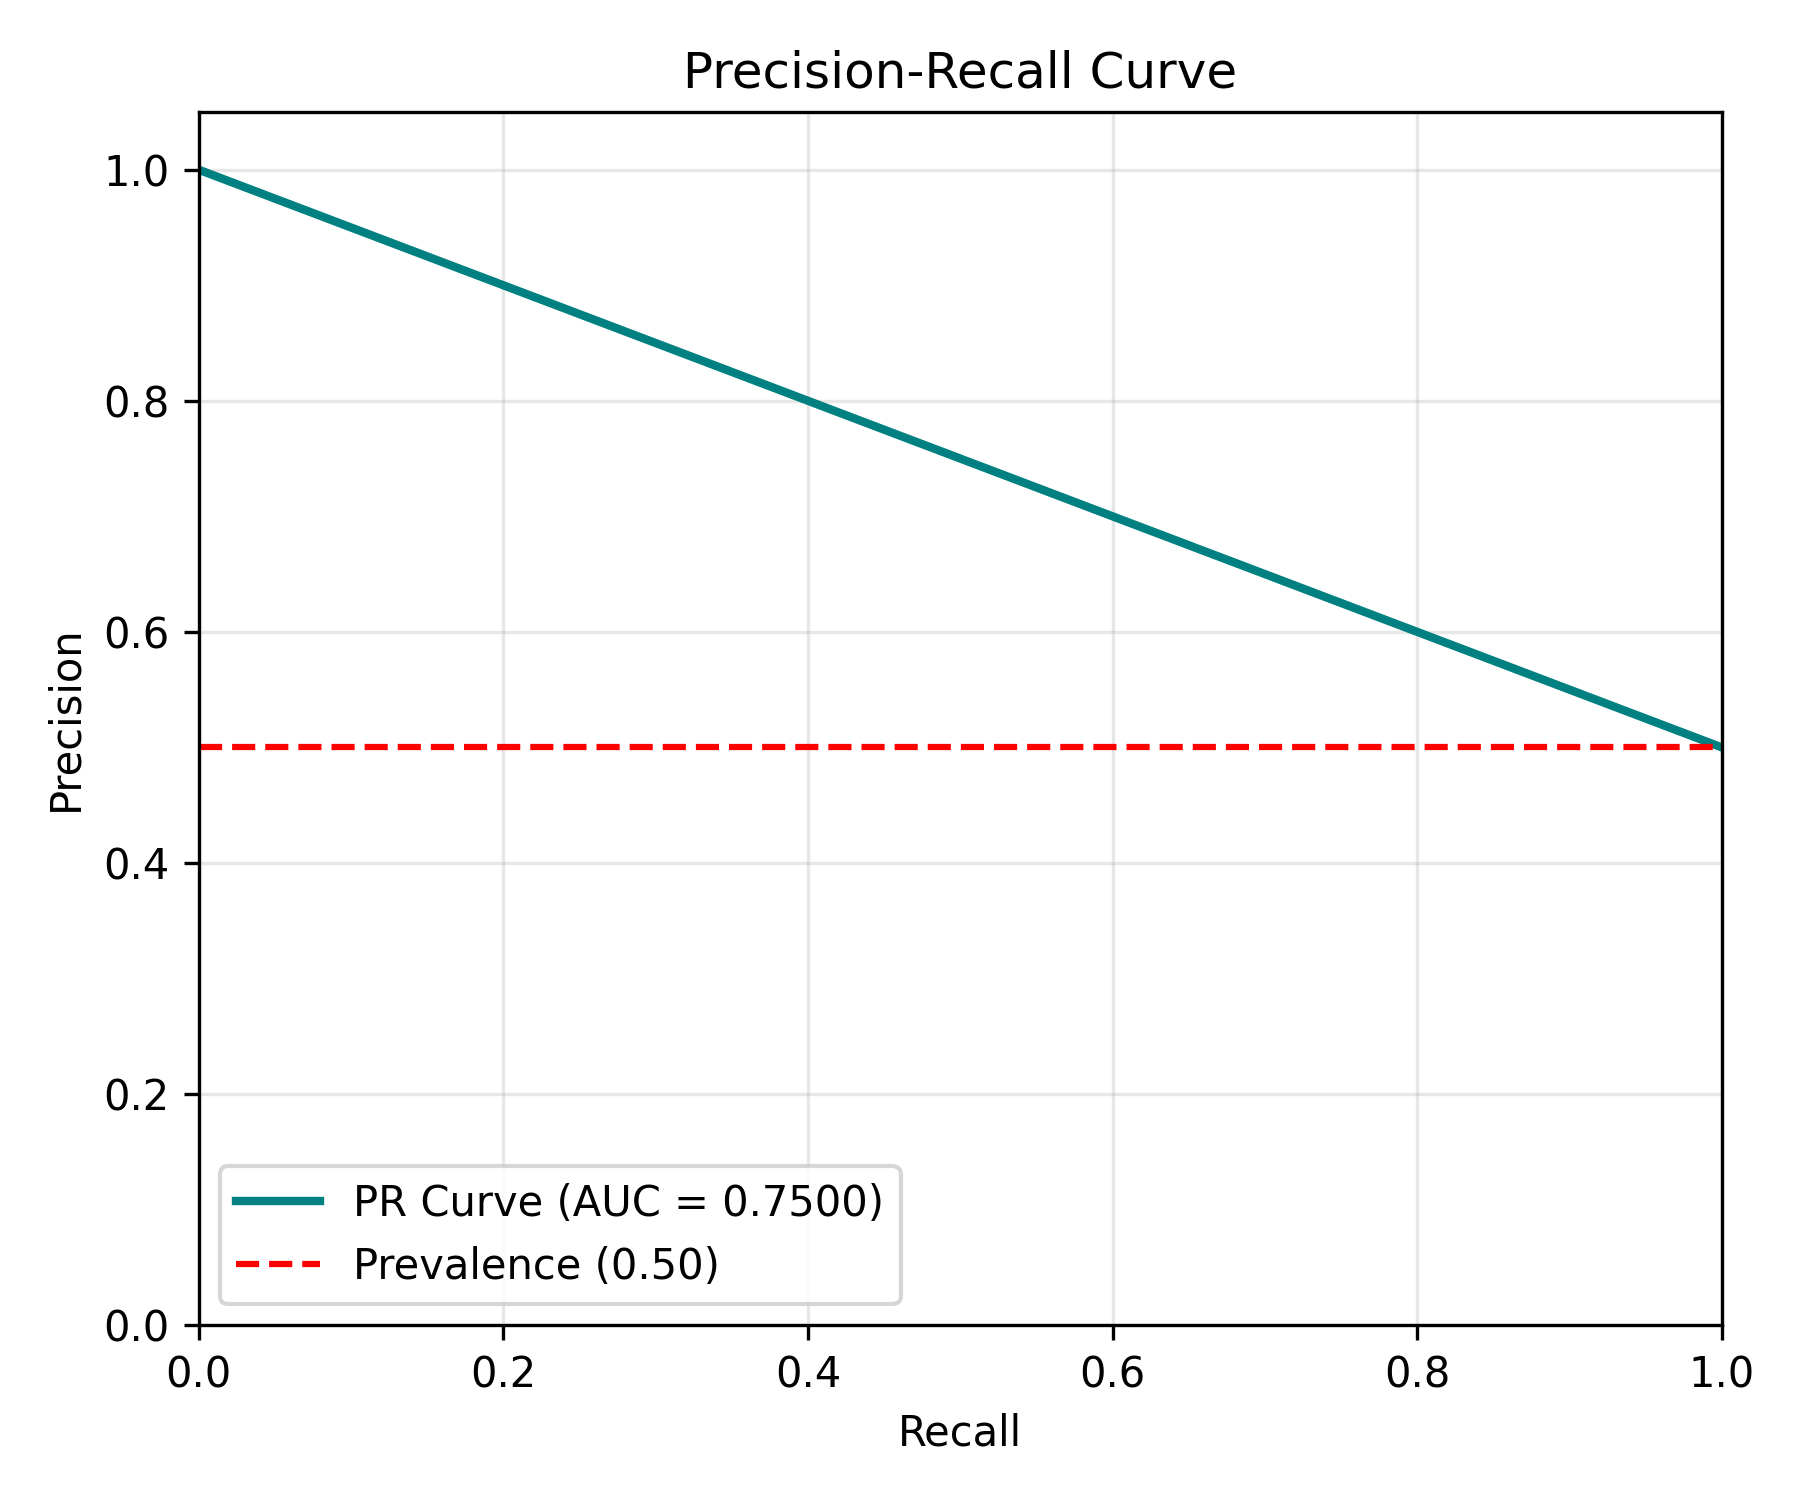 Precision-Recall Curve
1.0
0.8
0.6
0.4
0.2
0.0
Precision
PR Curve (AUC = 0.7500)
Prevalence (0.50)
0.0 0.2 0.4 0.6 0.8 1.0
Recall